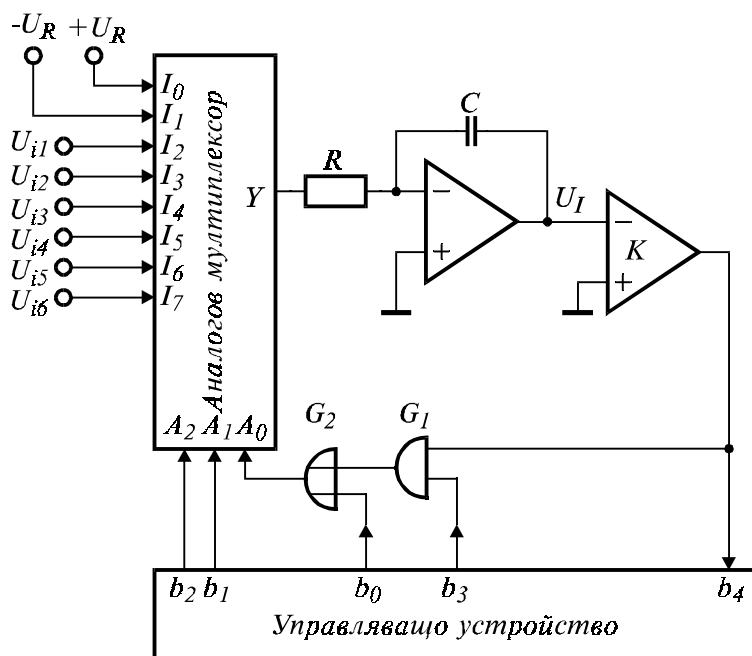 -U_R +U_R
I_0
I_1
U_i1 I_2
U_i2 I_3
U_i3 I_4
U_i4 I_5
U_i5 I_6
U_i6 I_7
Аналогов мултиплексор
Y
R
C
−
+
U_I
−
K
+
A_2 A_1 A_0
G_2 G_1
b_2 b_1 b_0 b_3 b_4
Управляващо устройство